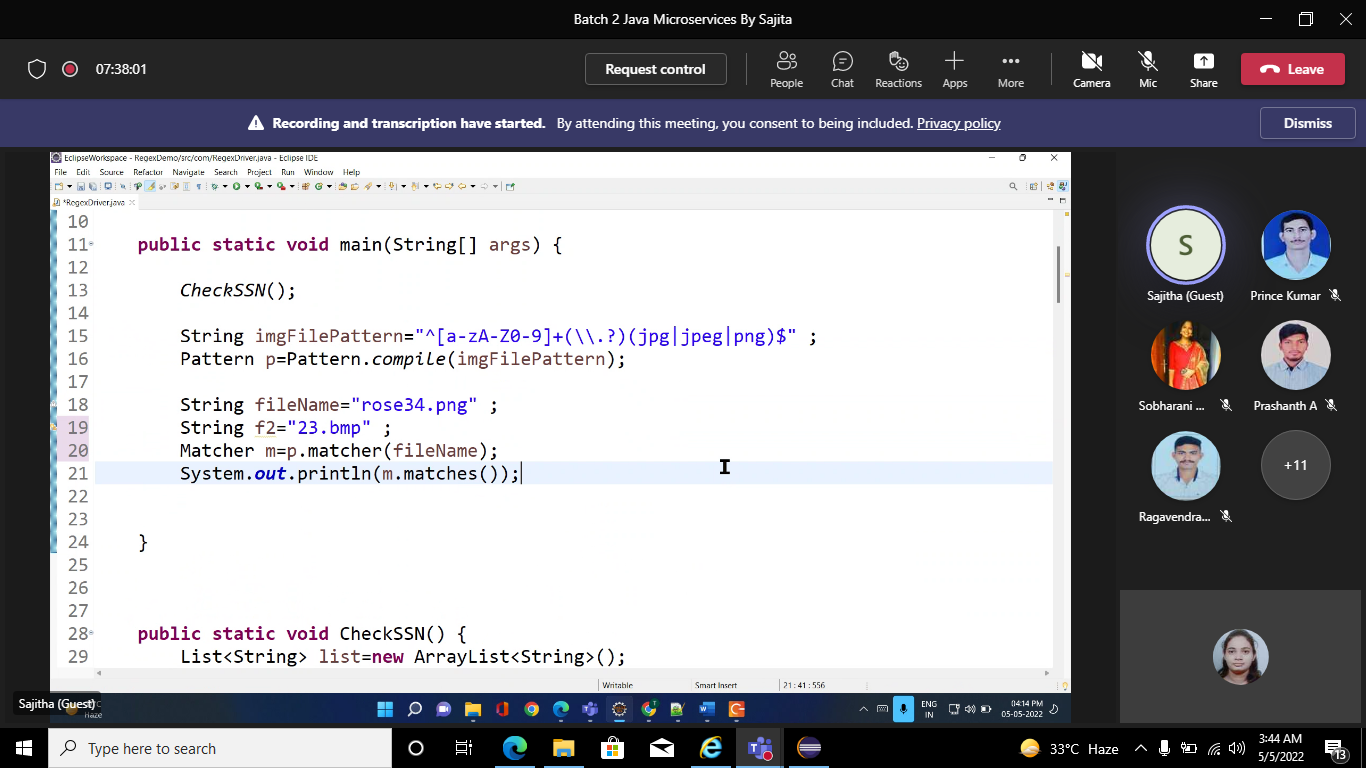 Batch 2 Java Microservices By Sajita
07:38:01
Request control
People
Chat
Reactions
Apps
More
Camera
Mic
Share
Leave
Recording and transcription have started. By attending this meeting, you consent to being included. Privacy policy
Dismiss
EclipseWorkspace - RegexDemo/src/com/RegexDriver.java - Eclipse IDE
File Edit Source Refactor Navigate Search Project Run Window Help
*RegexDriver.java
10
11 public static void main(String[] args) {
12
13 CheckSSN();
14
15 String imgFilePattern="^[a-zA-Z0-9]+(\\.?)(jpg|jpeg|png)$" ;
16 Pattern p=Pattern.compile(imgFilePattern);
17
18 String fileName="rose34.png" ;
19 String f2="23.bmp" ;
20 Matcher m=p.matcher(fileName);
21 System.out.println(m.matches());
22
23
24 }
25
26
27
28 public static void CheckSSN() {
29 List<String> list=new ArrayList<String>();
Writable
Smart Insert
21 : 41 : 556
Sajitha (Guest)
Haze
ENG
IN
04:14 PM
05-05-2022
S
Sajitha (Guest)
Prince Kumar
Sobharani ...
Prashanth A
Ragavendra...
+11
Type here to search
33°C Haze
3:44 AM
5/5/2022
13